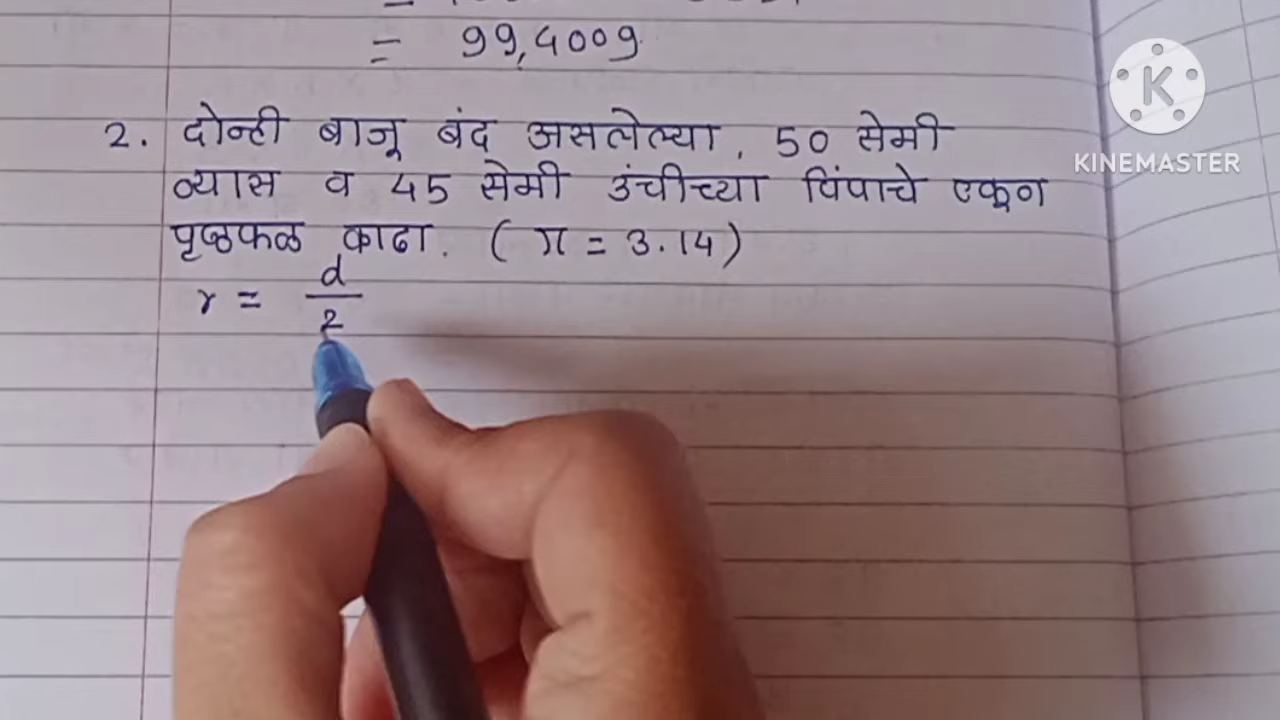 = 99,4009
2. दोन्ही बाजू बंद असलेल्या, 50 सेमी
व्यास व 45 सेमी उंचीच्या पिंपाचे एकूण
पृष्ठफळ काढा. ( π = 3.14)
r = d/2
K
KINEMASTER